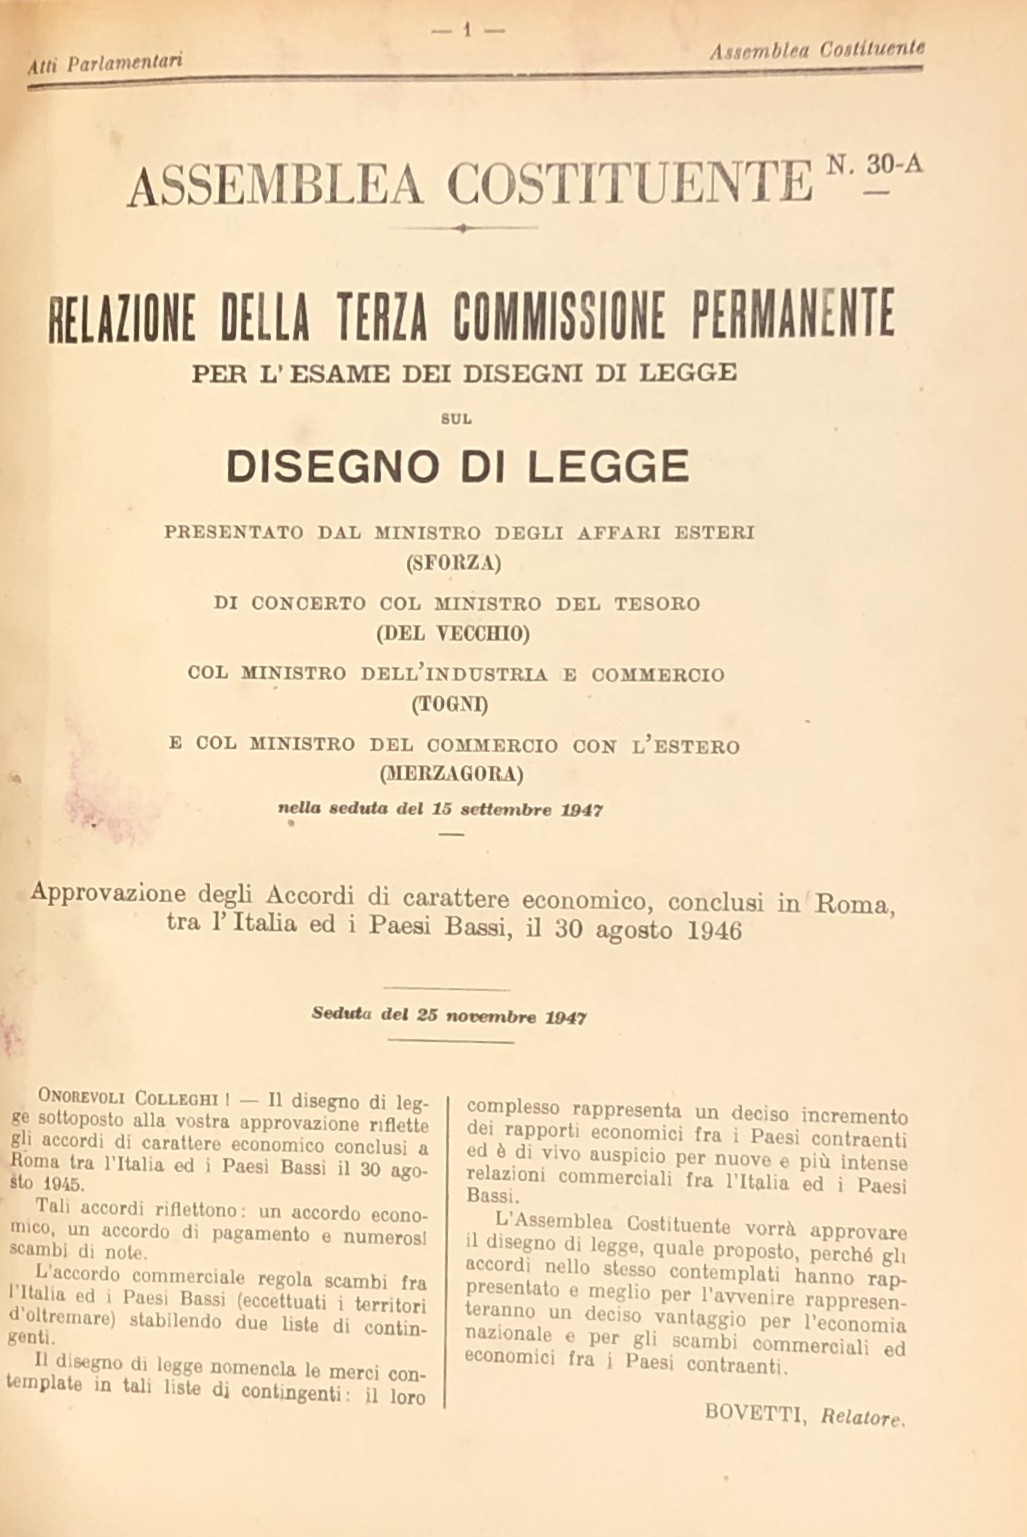 — 1 —
Atti Parlamentari
Assemblea Costituente
ASSEMBLEA COSTITUENTE N. 30-A
RELAZIONE DELLA TERZA COMMISSIONE PERMANENTE
PER L'ESAME DEI DISEGNI DI LEGGE
SUL
DISEGNO DI LEGGE
PRESENTATO DAL MINISTRO DEGLI AFFARI ESTERI
(SFORZA)
DI CONCERTO COL MINISTRO DEL TESORO
(DEL VECCHIO)
COL MINISTRO DELL'INDUSTRIA E COMMERCIO
(TOGNI)
E COL MINISTRO DEL COMMERCIO CON L'ESTERO
(MERZAGORA)
nella seduta del 15 settembre 1947
Approvazione degli Accordi di carattere economico, conclusi in Roma,
tra l'Italia ed i Paesi Bassi, il 30 agosto 1946
Seduta del 25 novembre 1947
ONOREVOLI COLLEGHI! — Il disegno di leg-
ge sottoposto alla vostra approvazione riflette
gli accordi di carattere economico conclusi a
Roma tra l'Italia ed i Paesi Bassi il 30 ago-
sto 1945.
Tali accordi riflettono: un accordo econo-
mico, un accordo di pagamento e numerosi
scambi di note.
L'accordo commerciale regola scambi fra
l'Italia ed i Paesi Bassi (eccettuati i territori
d'oltremare) stabilendo due liste di contin-
genti.
Il disegno di legge nomencla le merci con-
template in tali liste di contingenti: il loro
complesso rappresenta un deciso incremento
dei rapporti economici fra i Paesi contraenti
ed è di vivo auspicio per nuove e più intense
relazioni commerciali fra l'Italia ed i Paesi
Bassi.
L'Assemblea Costituente vorrà approvare
il disegno di legge, quale proposto, perché gli
accordi nello stesso contemplati hanno rap-
presentato e meglio per l'avvenire rappresen-
teranno un deciso vantaggio per l'economia
nazionale e per gli scambi commerciali ed
economici fra i Paesi contraenti.
BOVETTI, Relatore.